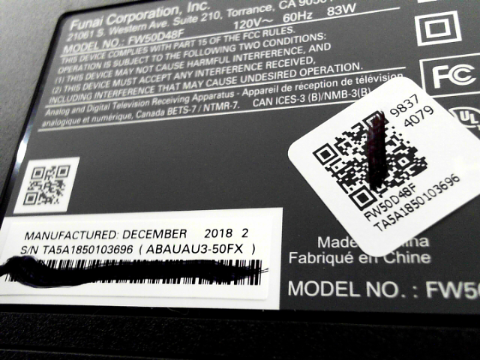 Funai Corporation, Inc.
21061 S. Western Ave. Suite 210, Torrance, CA 90501
120V~ 60Hz 83W
MODEL NO.: FW50D48F
THIS DEVICE COMPLIES WITH PART 15 OF THE FCC RULES.
OPERATION IS SUBJECT TO THE FOLLOWING TWO CONDITIONS:
(1) THIS DEVICE MAY NOT CAUSE HARMFUL INTERFERENCE, AND
(2) THIS DEVICE MUST ACCEPT ANY INTERFERENCE RECEIVED,
INCLUDING INTERFERENCE THAT MAY CAUSE UNDESIRED OPERATION.
Analog and Digital Television Receiving Apparatus - Appareil de réception de télévision
analogique et numérique, Canada BETS-7 / NTMR-7. CAN ICES-3 (B)/NMB-3(B)
FC
UL
9837
4079
FW50D48F
TA5A1850103696
MANUFACTURED: DECEMBER 2018 2
S/N TA5A1850103696 ( ABAUAU3-50FX )
Made China
Fabriqué en Chine
MODEL NO. : FW50